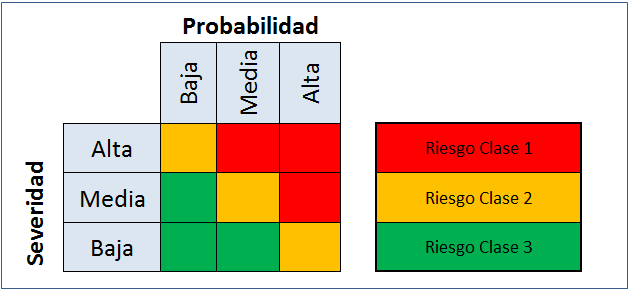 Probabilidad
Baja
Media
Alta
Severidad
Alta
Media
Baja
Riesgo Clase 1
Riesgo Clase 2
Riesgo Clase 3